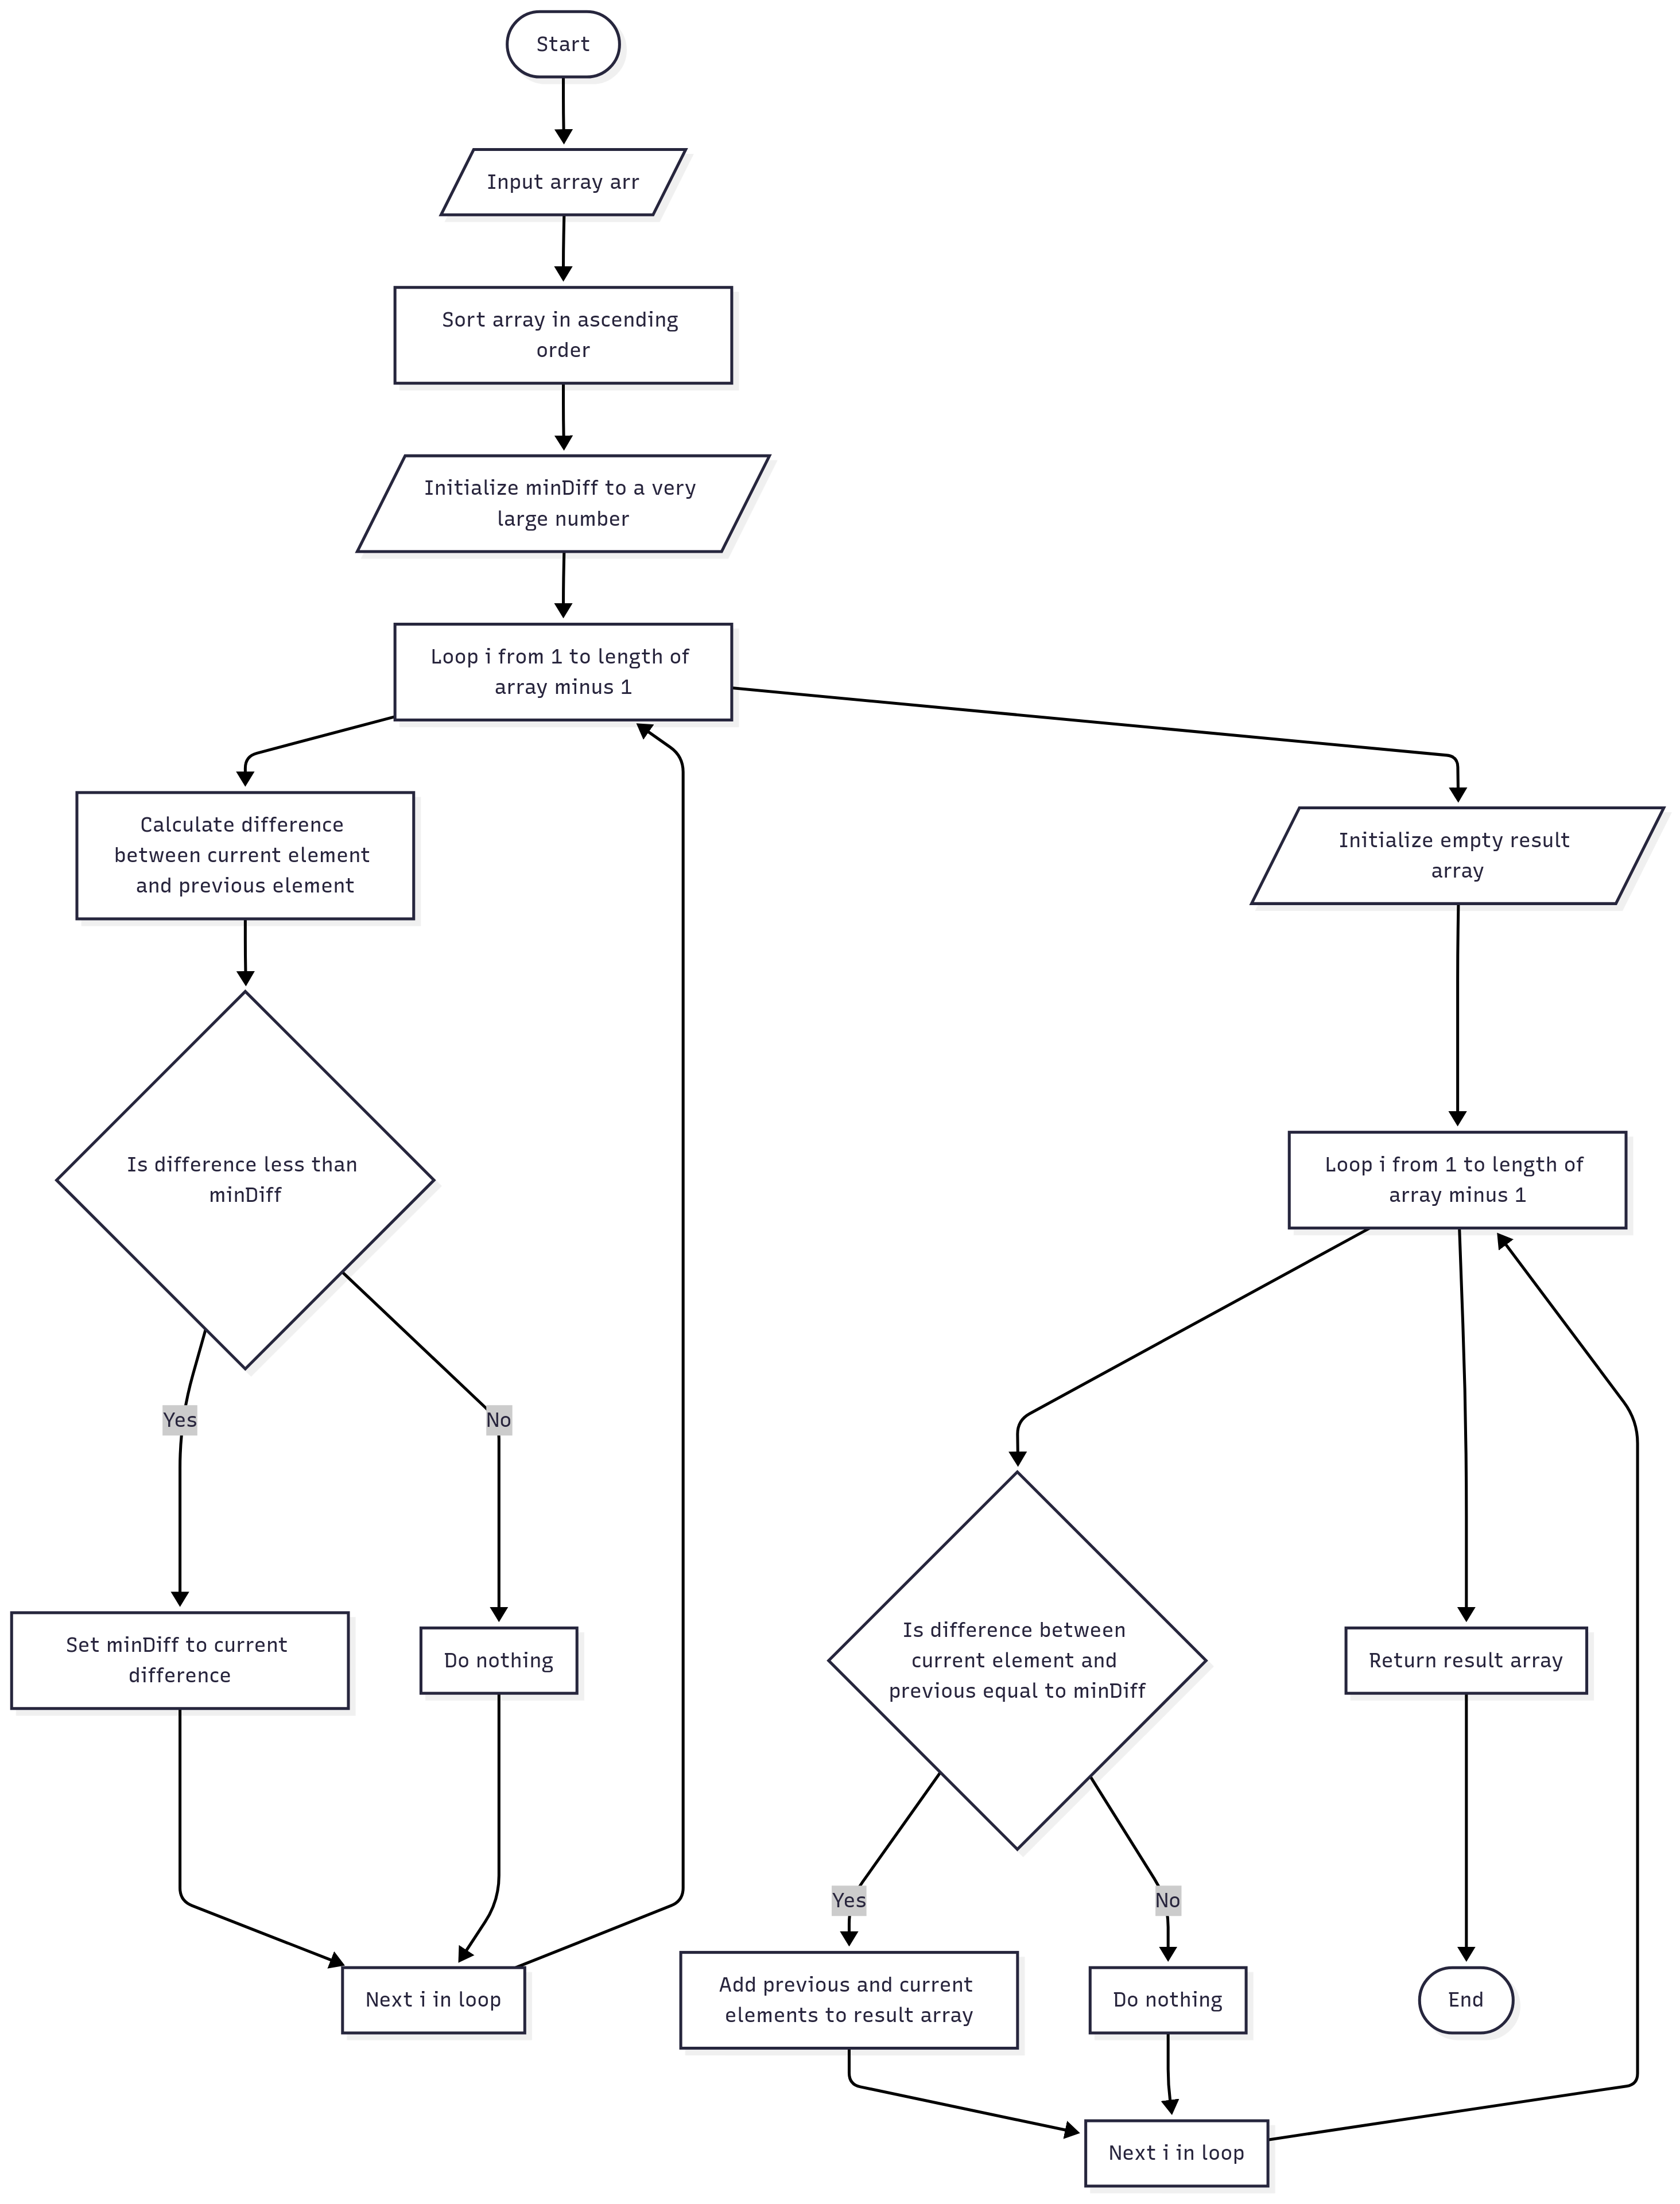 Start
Input array arr
Sort array in ascending
order
Initialize minDiff to a very
large number
Loop i from 1 to length of
array minus 1
Calculate difference
between current element
and previous element
Is difference less than
minDiff
Yes
No
Set minDiff to current
difference
Do nothing
Next i in loop
Initialize empty result
array
Loop i from 1 to length of
array minus 1
Is difference between
current element and
previous equal to minDiff
Yes
No
Add previous and current
elements to result array
Do nothing
Next i in loop
Return result array
End